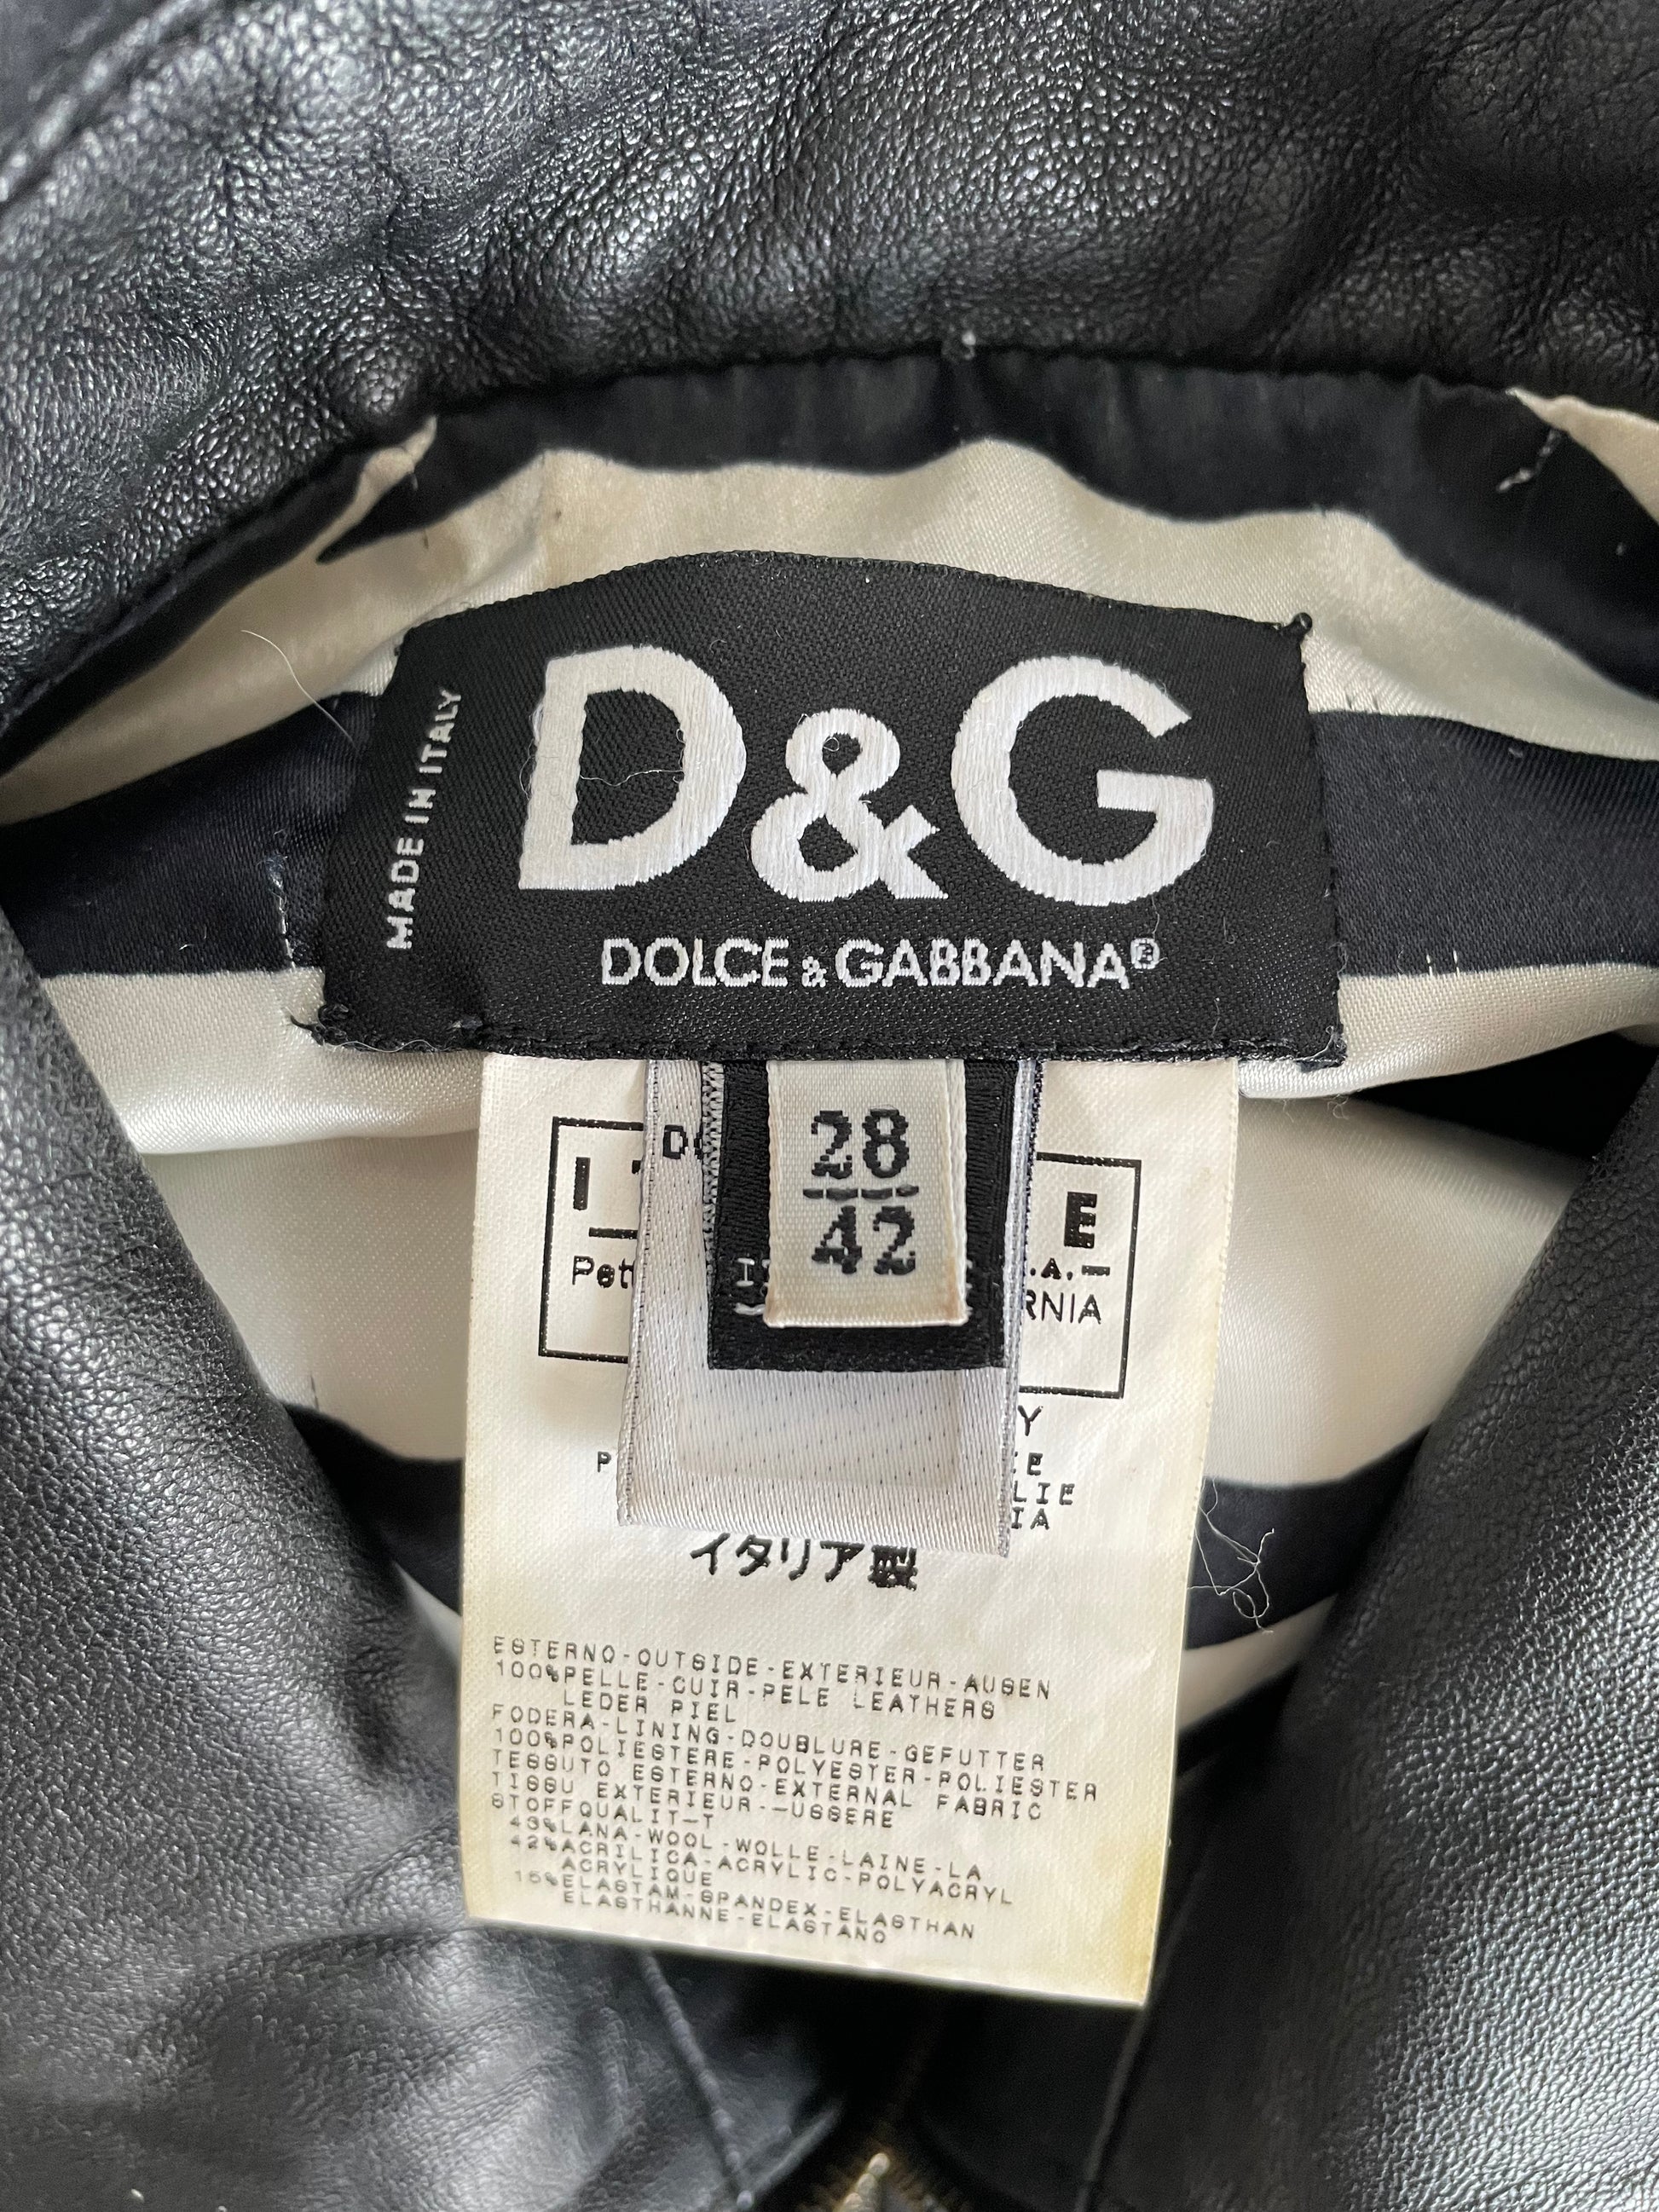 MADE IN ITALY
D&G
DOLCE & GABBANA®
28
42
E
RNIA
イタリア製
ESTERNO-OUTSIDE-EXTERIEUR-AUSEN
100%PELLE-CUIR-PELE LEATHERS
LEDER PIEL
FODERA-LINING-DOUBLURE-GEFUTTER
100%POLIESTERE-POLYESTER-POLIESTER
TESSUTO ESTERNO-EXTERNAL FABRIC
TISSU EXTERIEUR-—USSERE
STOFFQUALIT—T
43%LANA-WOOL-WOLLE-LAINE-LA
42%ACRILICA-ACRYLIC-POLYACRYL
ACRYLIQUE
15%ELASTAM-SPANDEX-ELASTHAN
ELASTHANNE-ELASTANO